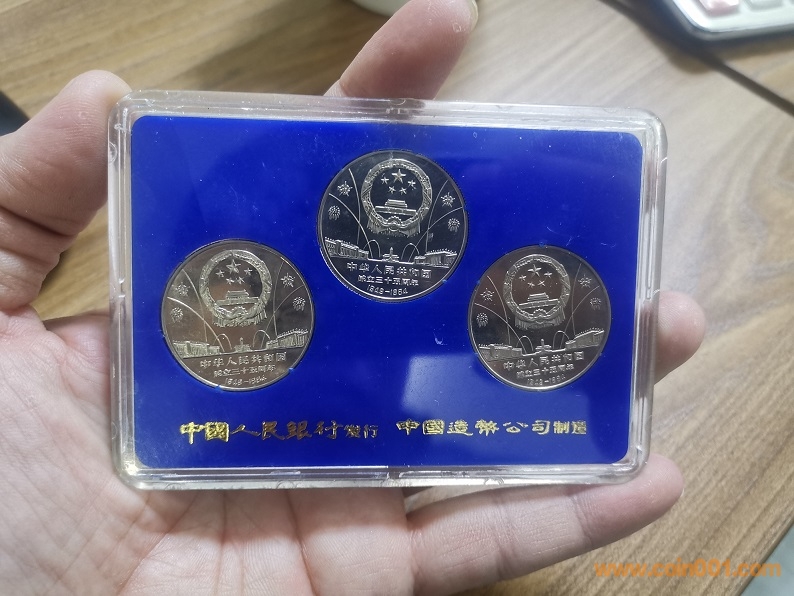 中华人民共和国
成立三十五周年
1949-1984
中华人民共和国
成立三十五周年
1949-1984
中华人民共和国
成立三十五周年
1949-1984
中國人民銀行發行 中國造幣公司制造
www.coin001.com